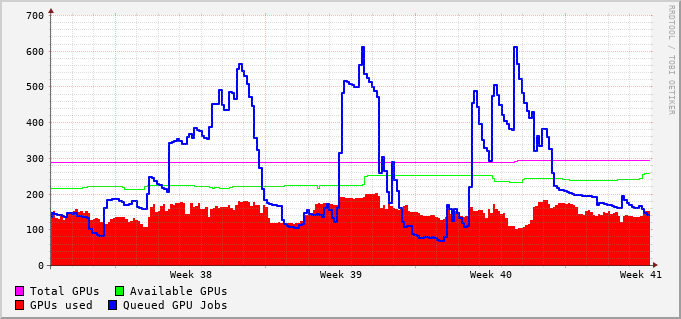 700
600
500
400
300
200
100
0
Week 38 Week 39 Week 40 Week 41
Total GPUs Available GPUs
GPUs used Queued GPU Jobs
RRDTOOL / TOBI OETIKER